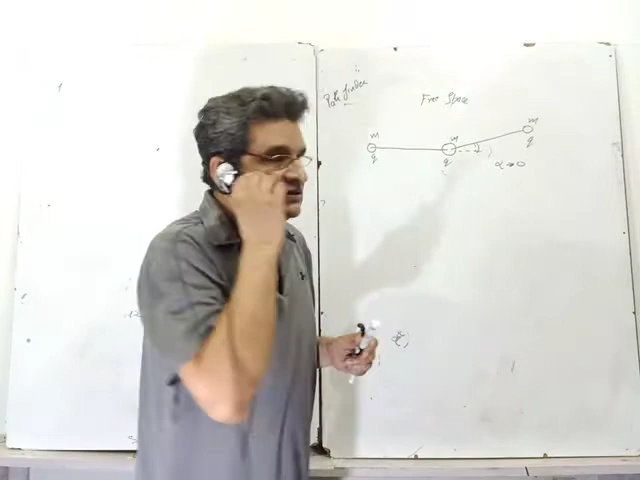 Path finder
Free Space
m m m
q q q
α → 0